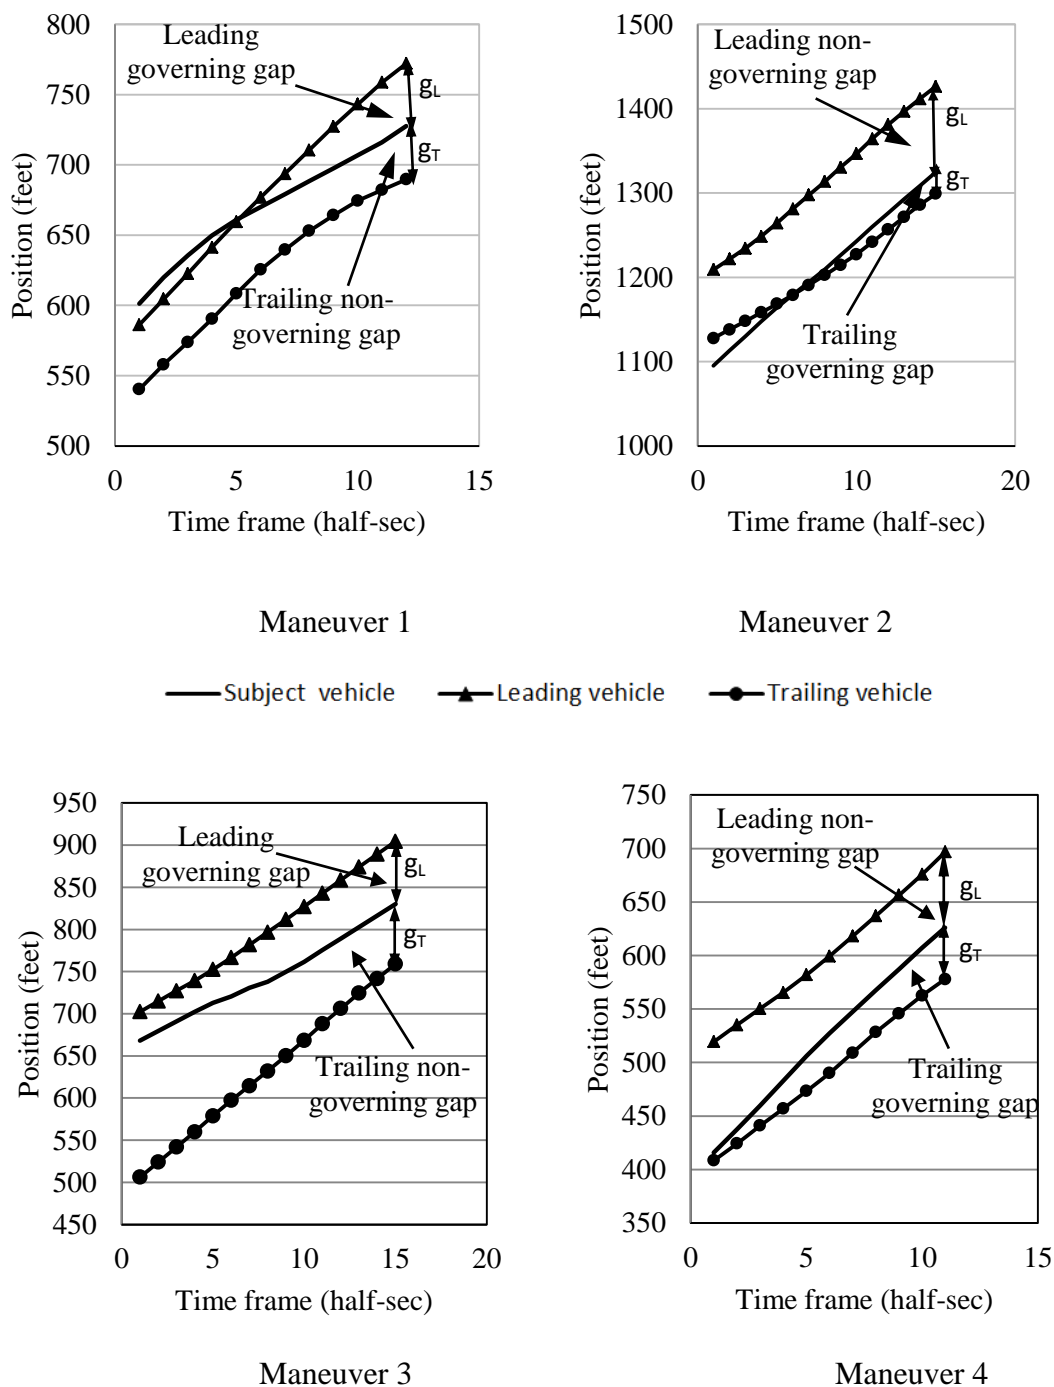 800
750
700
650
600
550
500
Position (feet)
Leading
governing gap
gL
gT
Trailing non-
governing gap
0
5
10
15
Time frame (half-sec)
Maneuver 1
1500
1400
1300
1200
1100
1000
Position (feet)
Leading non-
governing gap
gL
gT
Trailing
governing gap
0
10
20
Time frame (half-sec)
Maneuver 2
Subject vehicle
Leading vehicle
Trailing vehicle
950
900
850
800
750
700
650
600
550
500
450
Position (feet)
Leading
governing gap
gL
gT
Trailing non-
governing gap
0
5
10
15
20
Time frame (half-sec)
Maneuver 3
750
700
650
600
550
500
450
400
350
Position (feet)
Leading non-
governing gap
gL
gT
Trailing
governing gap
0
5
10
15
Time frame (half-sec)
Maneuver 4